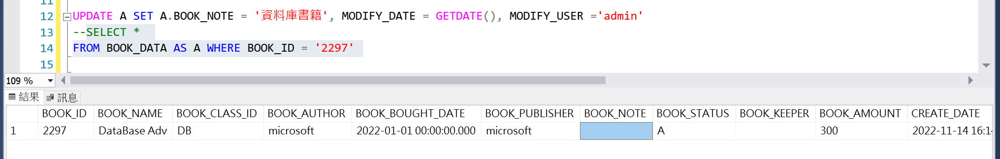 11
12 UPDATE A SET A.BOOK_NOTE = '資料庫書籍', MODIFY_DATE = GETDATE(), MODIFY_USER ='admin'
13 --SELECT *
14 FROM BOOK_DATA AS A WHERE BOOK_ID = '2297'
15
109 %
結果 訊息
BOOK_ID BOOK_NAME BOOK_CLASS_ID BOOK_AUTHOR BOOK_BOUGHT_DATE BOOK_PUBLISHER BOOK_NOTE BOOK_STATUS BOOK_KEEPER BOOK_AMOUNT CREATE_DATE
1 2297 DataBase Adv DB microsoft 2022-01-01 00:00:00.000 microsoft A 300 2022-11-14 16:14